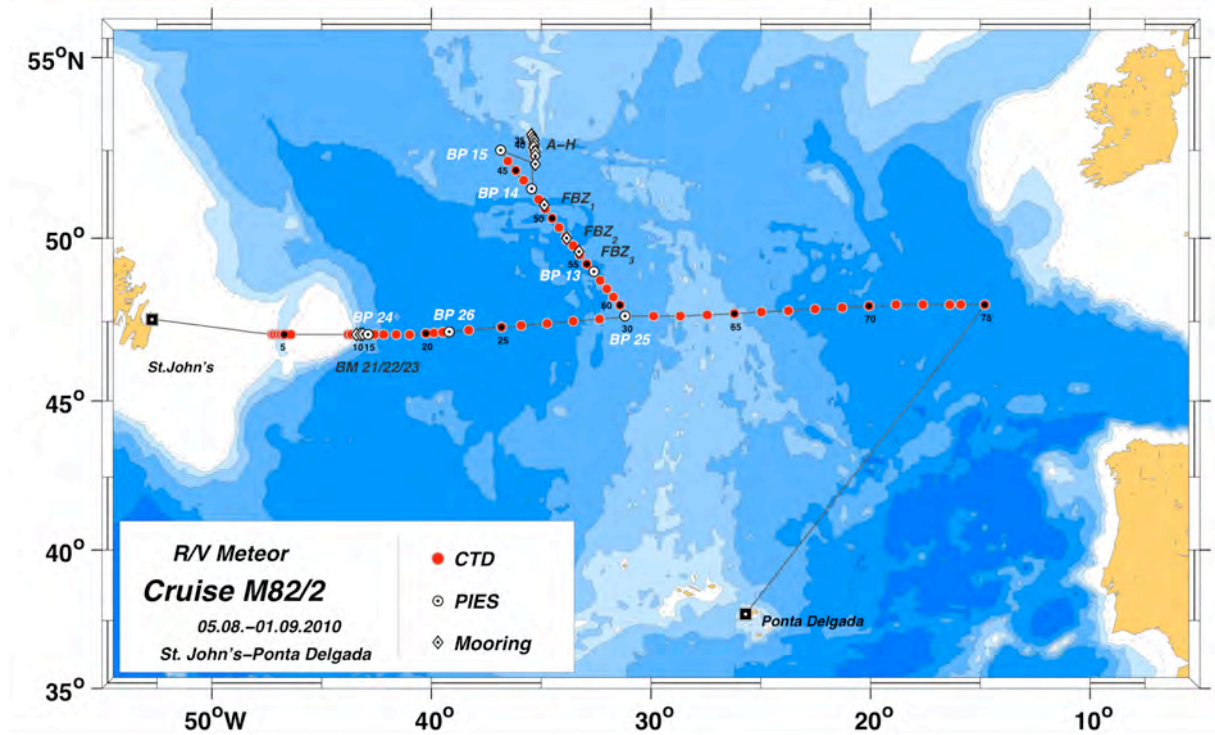 55°N
50°
45°
40°
35°
50°W
40°
30°
20°
10°
A–H
BP 15
45
BP 14
FBZ1
50
FBZ2
FBZ3
55
BP 13
60
BP 24
BP 26
5
10 15
20
25
30
65
70
75
BP 25
St.John's
BM 21/22/23
Ponta Delgada
R/V Meteor
Cruise M82/2
05.08.–01.09.2010
St. John's–Ponta Delgada
CTD
PIES
Mooring